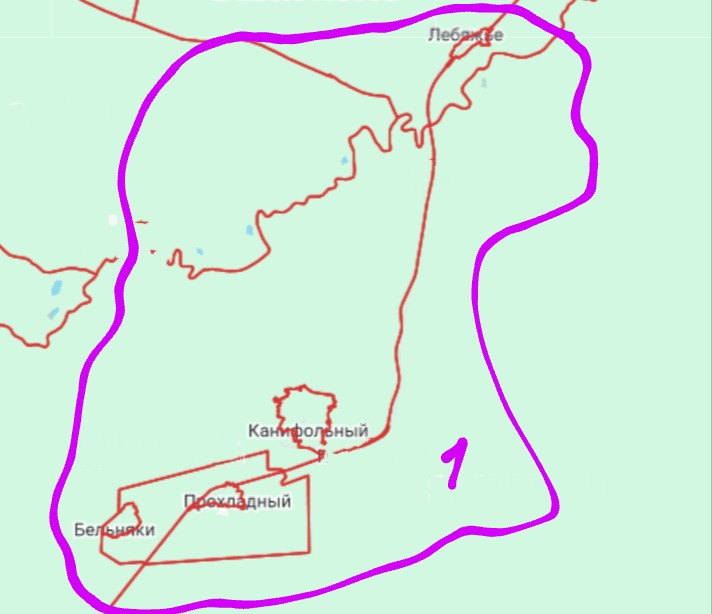 Лебяжье
Канифольный
Прохладный
Бельняки
1